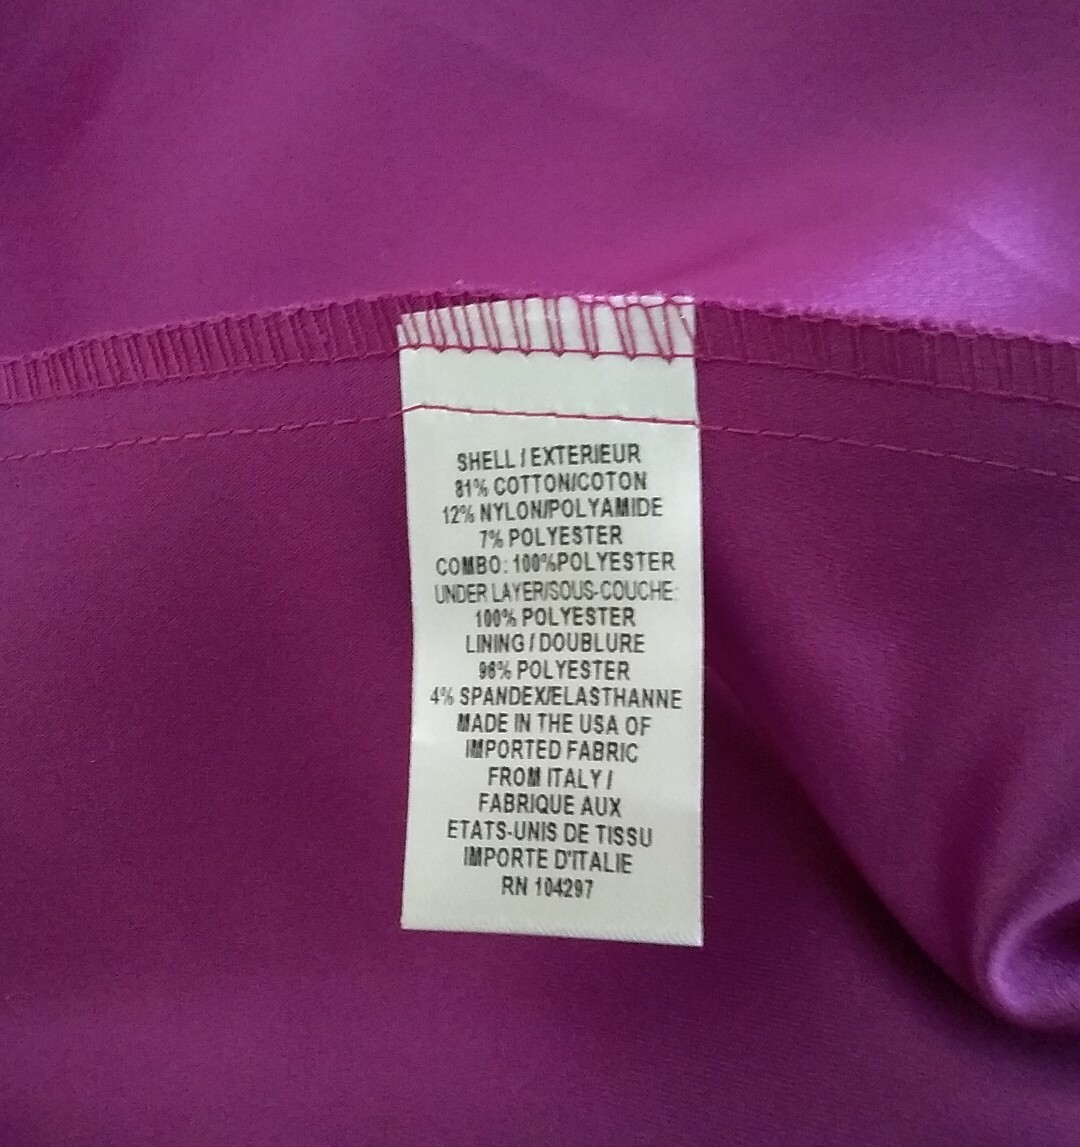 SHELL / EXTERIEUR
81% COTTON/COTON
12% NYLON/POLYAMIDE
7% POLYESTER
COMBO: 100%POLYESTER
UNDER LAYER/SOUS-COUCHE:
100% POLYESTER
LINING / DOUBLURE
96% POLYESTER
4% SPANDEX/ELASTHANNE
MADE IN THE USA OF
IMPORTED FABRIC
FROM ITALY /
FABRIQUE AUX
ETATS-UNIS DE TISSU
IMPORTE D'ITALIE
RN 104297